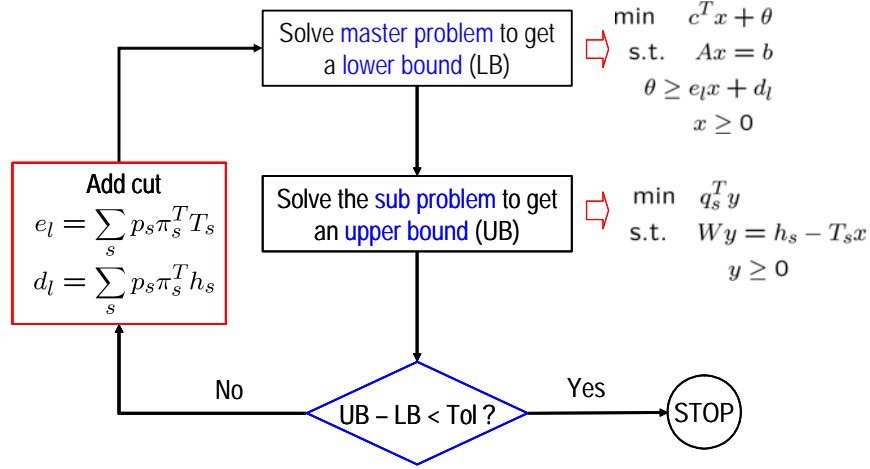 Solve master problem to get
a lower bound (LB)
min c^T x + θ
s.t. Ax = b
θ ≥ e_l x + d_l
x ≥ 0
Add cut
e_l = ∑_s p_s π_s^T T_s
d_l = ∑_s p_s π_s^T h_s
Solve the sub problem to get
an upper bound (UB)
min q_s^T y
s.t. Wy = h_s − T_s x
y ≥ 0
No
UB – LB < Tol ?
Yes
STOP